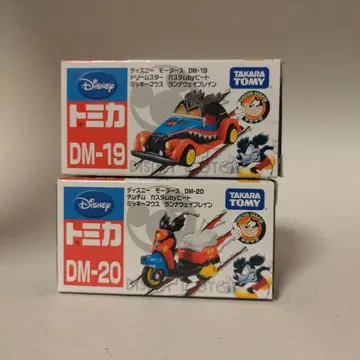 Disney
トミカ
DM-19
ディズニー モータース DM-19
ドリームスター カスタムbyピート
ミッキーマウス ランナウェイブレイン
TAKARA
TOMY
Disney
トミカ
DM-20
ディズニー モータース DM-20
チムチム カスタムbyピート
ミッキーマウス ランナウェイブレイン
TAKARA
TOMY